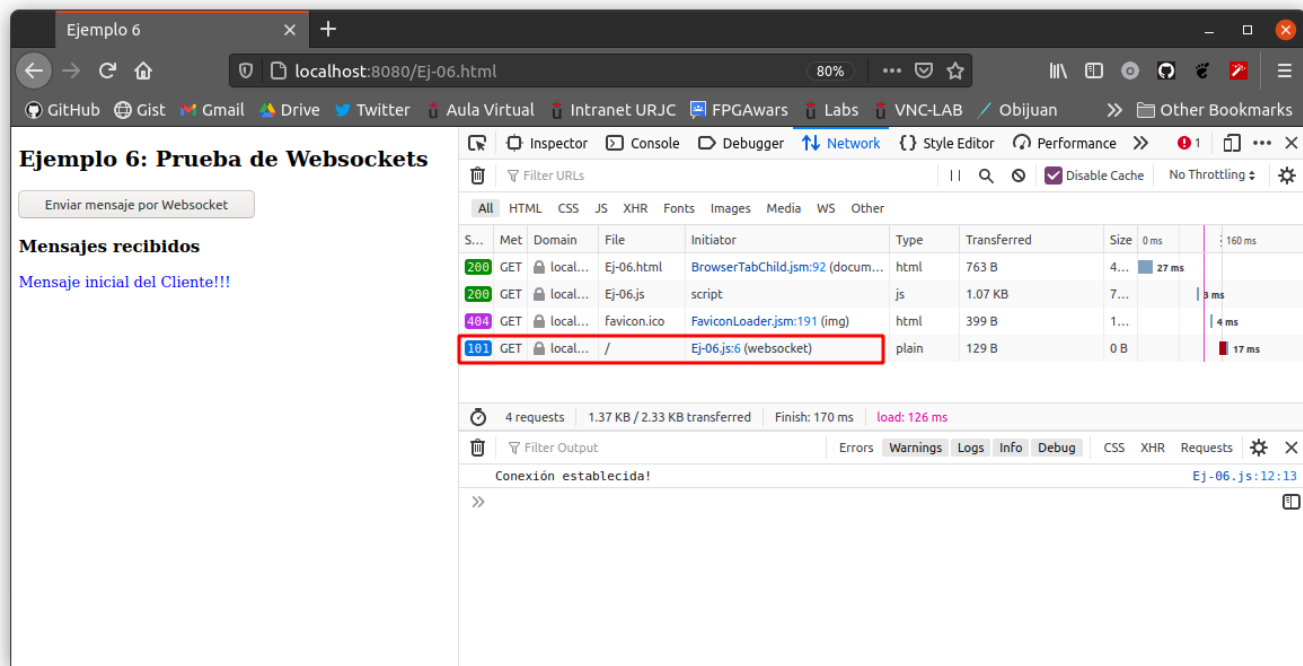 Ejemplo 6
localhost:8080/Ej-06.html 80%
GitHub Gist Gmail Drive Twitter Aula Virtual Intranet URJC FPGAwars Labs VNC-LAB Obijuan Other Bookmarks
Ejemplo 6: Prueba de Websockets
Enviar mensaje por Websocket
Mensajes recibidos
Mensaje inicial del Cliente!!!
Inspector Console Debugger Network Style Editor Performance 1
Filter URLs Disable Cache No Throttling
All HTML CSS JS XHR Fonts Images Media WS Other
S... Met Domain File Initiator Type Transferred Size 0 ms 160 ms
200 GET local... Ej-06.html BrowserTabChild.jsm:92 (docum... html 763 B 4... 27 ms
200 GET local... Ej-06.js script js 1.07 KB 7... 3 ms
404 GET local... favicon.ico FaviconLoader.jsm:191 (img) html 399 B 1... 4 ms
101 GET local... / Ej-06.js:6 (websocket) plain 129 B 0 B 17 ms
4 requests 1.37 KB / 2.33 KB transferred Finish: 170 ms load: 126 ms
Filter Output Errors Warnings Logs Info Debug CSS XHR Requests
Conexión establecida! Ej-06.js:12:13